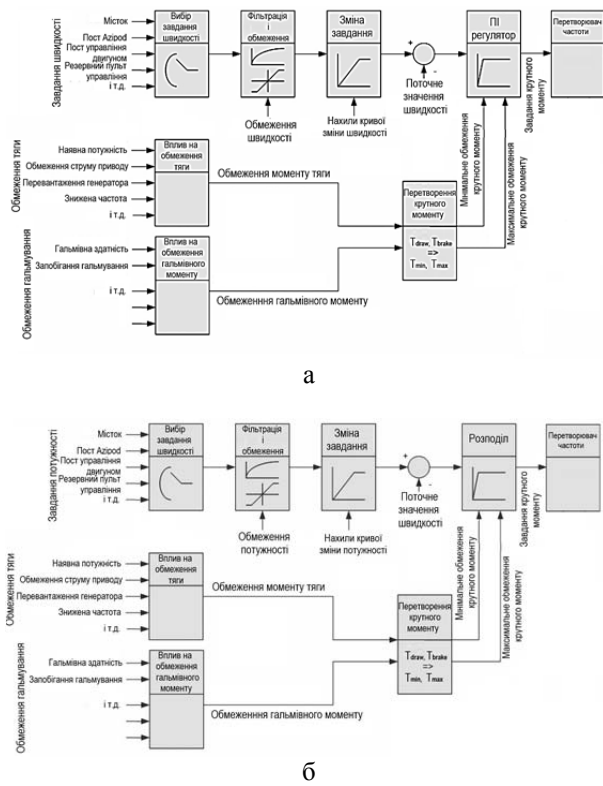 Завдання швидкості
Місток
Пост Azipod
Пост управління
двигуном
Резервний пульт
управління
і т.д.
Вибір
завдання
швидкості
Фільтрація
і
обмеження
Обмеження
швидкості
Зміна
завдання
Нахили кривої
зміни швидкості
+
-
Поточне
значення
швидкості
ПІ
регулятор
Завдання крутного
моменту
Перетворювач
частоти
Мінімальне обмеження
крутного моменту
Максимальне обмеження
крутного моменту
Обмеження тяги
Наявна потужність
Обмеження струму приводу
Перевантаження генератора
Знижена частота
і т.д.
Вплив на
обмеження
тяги
Обмеження моменту тяги
Перетворення
крутного
моменту
Tdraw, Tbrake
=>
Tmin, Tmax
Обмеження гальмування
Гальмівна здатність
Запобігання гальмування
і т.д.
Вплив на
обмеження
гальмівного
моменту
Обмеженння гальмівного моменту
а
Завдання потужності
Місток
Пост Azipod
Пост управління
двигуном
Резервний пульт
управління
і т.д.
Вибір
завдання
швидкості
Фільтрація
і
обмеження
Обмеження
потужності
Зміна
завдання
Нахили кривої
зміни потужності
+
-
Поточне
значення
швидкості
Розподіл
Завдання крутного
моменту
Перетворювач
частоти
Мінімальне обмеження
крутного моменту
Максимальне обмеження
крутного моменту
Обмеження тяги
Наявна потужність
Обмеження струму приводу
Перевантаження генератора
Знижена частота
і т.д.
Вплив на
обмеження
тяги
Обмеження моменту тяги
Перетворення
крутного
моменту
Tdraw, Tbrake
=>
Tmin, Tmax
Обмеження гальмування
Гальмівна здатність
Запобігання гальмування
і т.д.
Вплив на
обмеження
гальмівного
моменту
Обмеженння гальмівного моменту
б